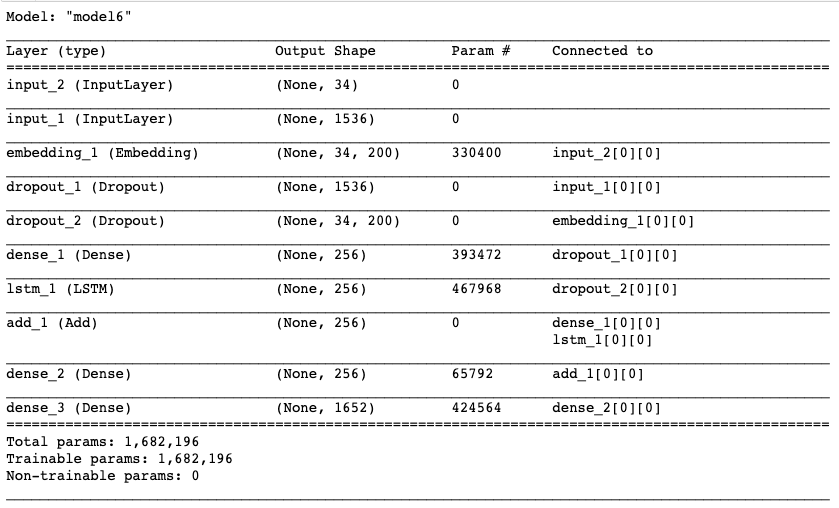 Model: "model6"
Layer (type) Output Shape Param # Connected to
input_2 (InputLayer) (None, 34) 0
input_1 (InputLayer) (None, 1536) 0
embedding_1 (Embedding) (None, 34, 200) 330400 input_2[0][0]
dropout_1 (Dropout) (None, 1536) 0 input_1[0][0]
dropout_2 (Dropout) (None, 34, 200) 0 embedding_1[0][0]
dense_1 (Dense) (None, 256) 393472 dropout_1[0][0]
lstm_1 (LSTM) (None, 256) 467968 dropout_2[0][0]
add_1 (Add) (None, 256) 0 dense_1[0][0]
lstm_1[0][0]
dense_2 (Dense) (None, 256) 65792 add_1[0][0]
dense_3 (Dense) (None, 1652) 424564 dense_2[0][0]
Total params: 1,682,196
Trainable params: 1,682,196
Non-trainable params: 0